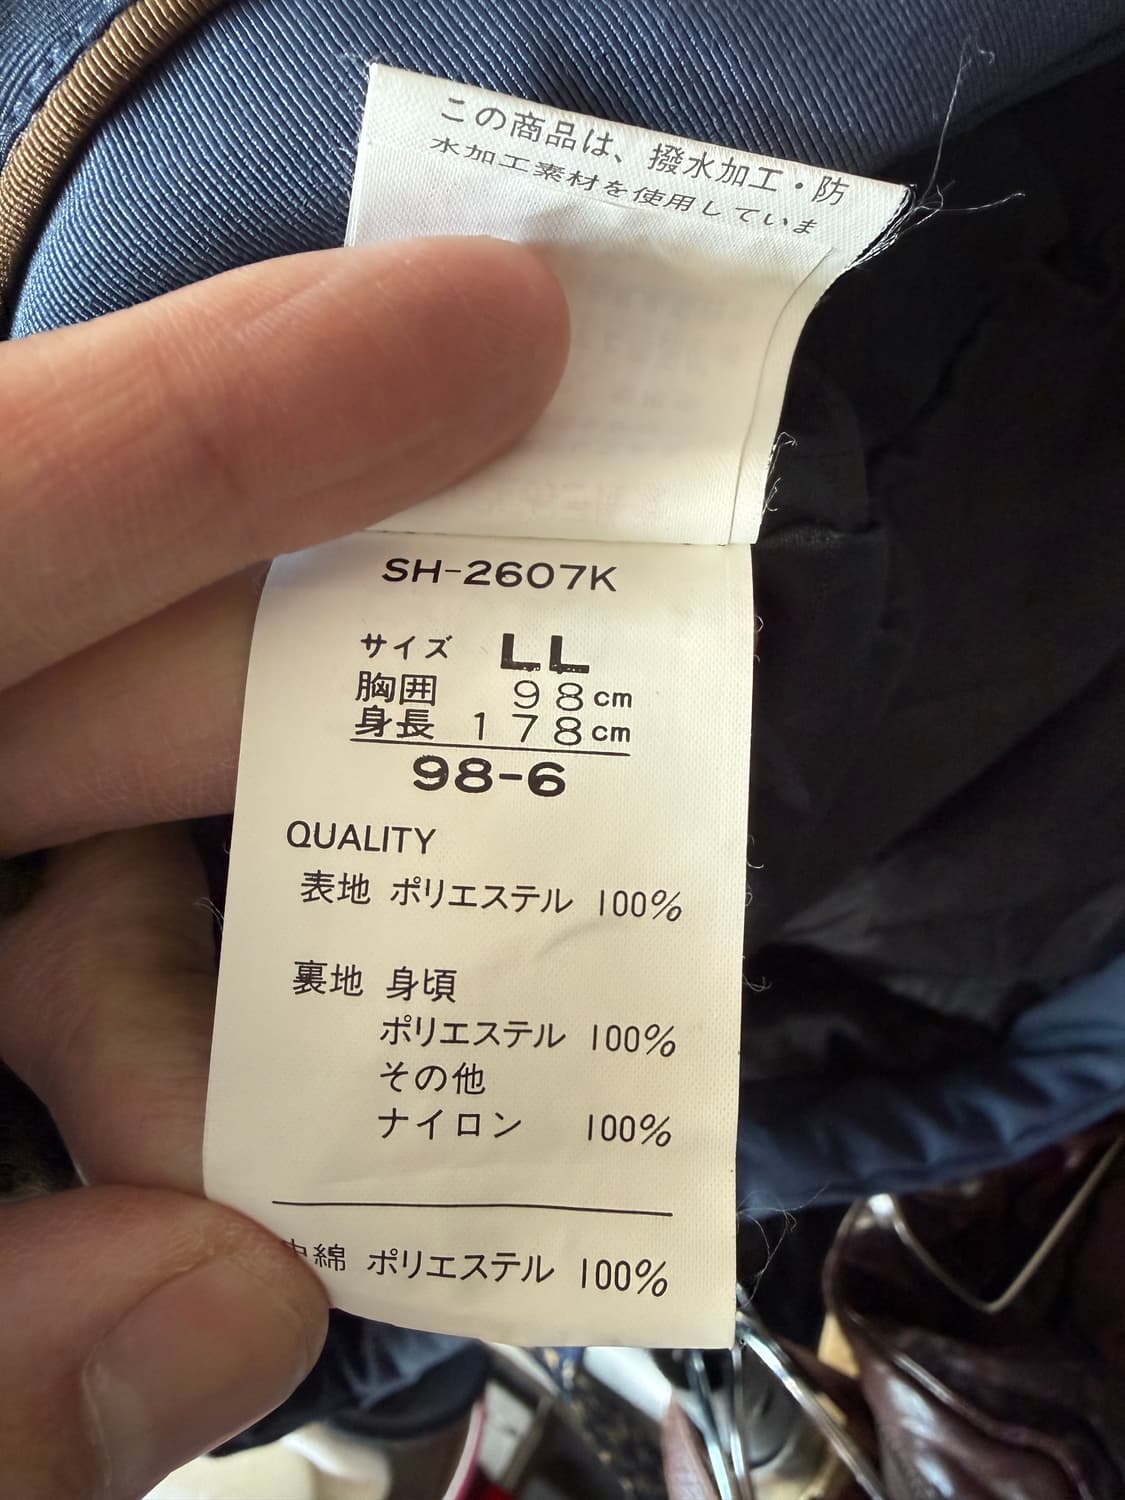 この商品は、撥水加工・防
水加工素材を使用していま
SH-2607K
サイズ LL
胸囲 98cm
身長 178cm
98-6
QUALITY
表地 ポリエステル 100%
裏地 身頃
ポリエステル 100%
その他
ナイロン 100%
中綿 ポリエステル 100%